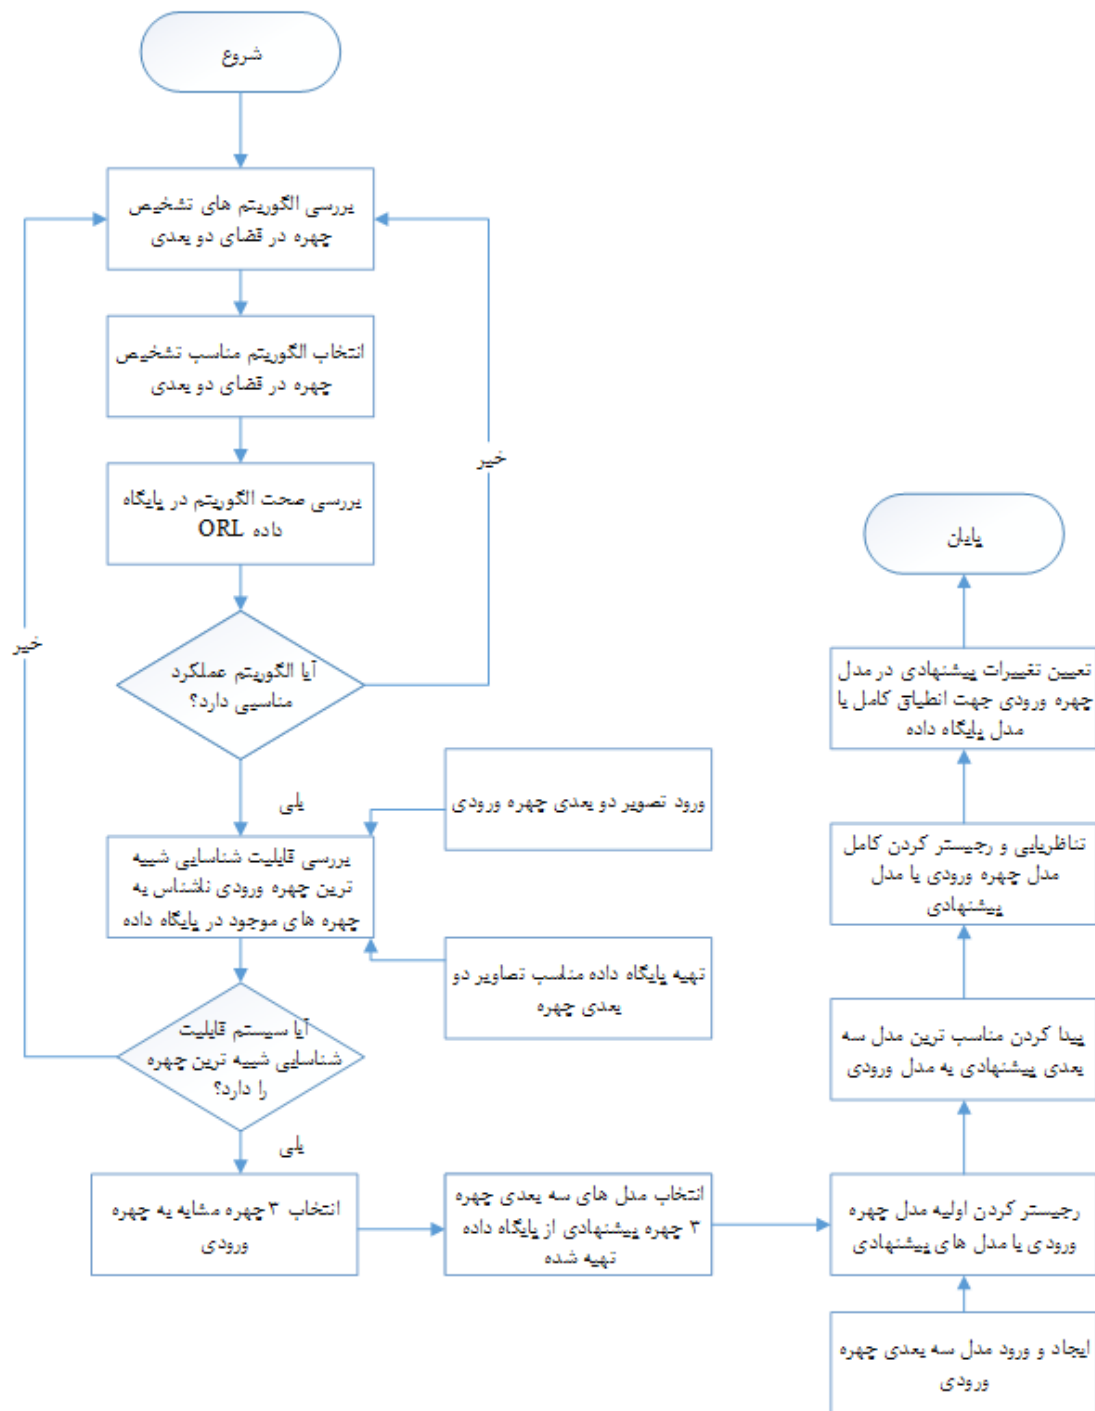 شروع
بررسی الگوریتم های تشخیص
چهره در فضای دو بعدی
انتخاب الگوریتم مناسب تشخیص
چهره در فضای دو بعدی
بررسی صحت الگوریتم در پایگاه
داده ORL
آیا الگوریتم عملکرد
مناسبی دارد؟
خیر
بلی
ورود تصویر دو بعدی چهره ورودی
بررسی قابلیت شناسایی شبیه
ترین چهره ورودی ناشناس به
چهره های موجود در پایگاه داده
تهیه پایگاه داده مناسب تصاویر دو
بعدی چهره
آیا سیستم قابلیت
شناسایی شبیه ترین چهره
را دارد؟
خیر
بلی
انتخاب ۳ چهره مشابه به چهره
ورودی
انتخاب مدل های سه بعدی چهره
۳ چهره پیشنهادی از پایگاه داده
تهیه شده
ایجاد و ورود مدل سه بعدی چهره
ورودی
رجیستر کردن اولیه مدل چهره
ورودی با مدل های پیشنهادی
پیدا کردن مناسب ترین مدل سه
بعدی پیشنهادی به مدل ورودی
تناظریابی و رجیستر کردن کامل
مدل چهره ورودی با مدل
پیشنهادی
تعیین تغییرات پیشنهادی در مدل
چهره ورودی جهت انطباق کامل با
مدل پایگاه داده
پایان